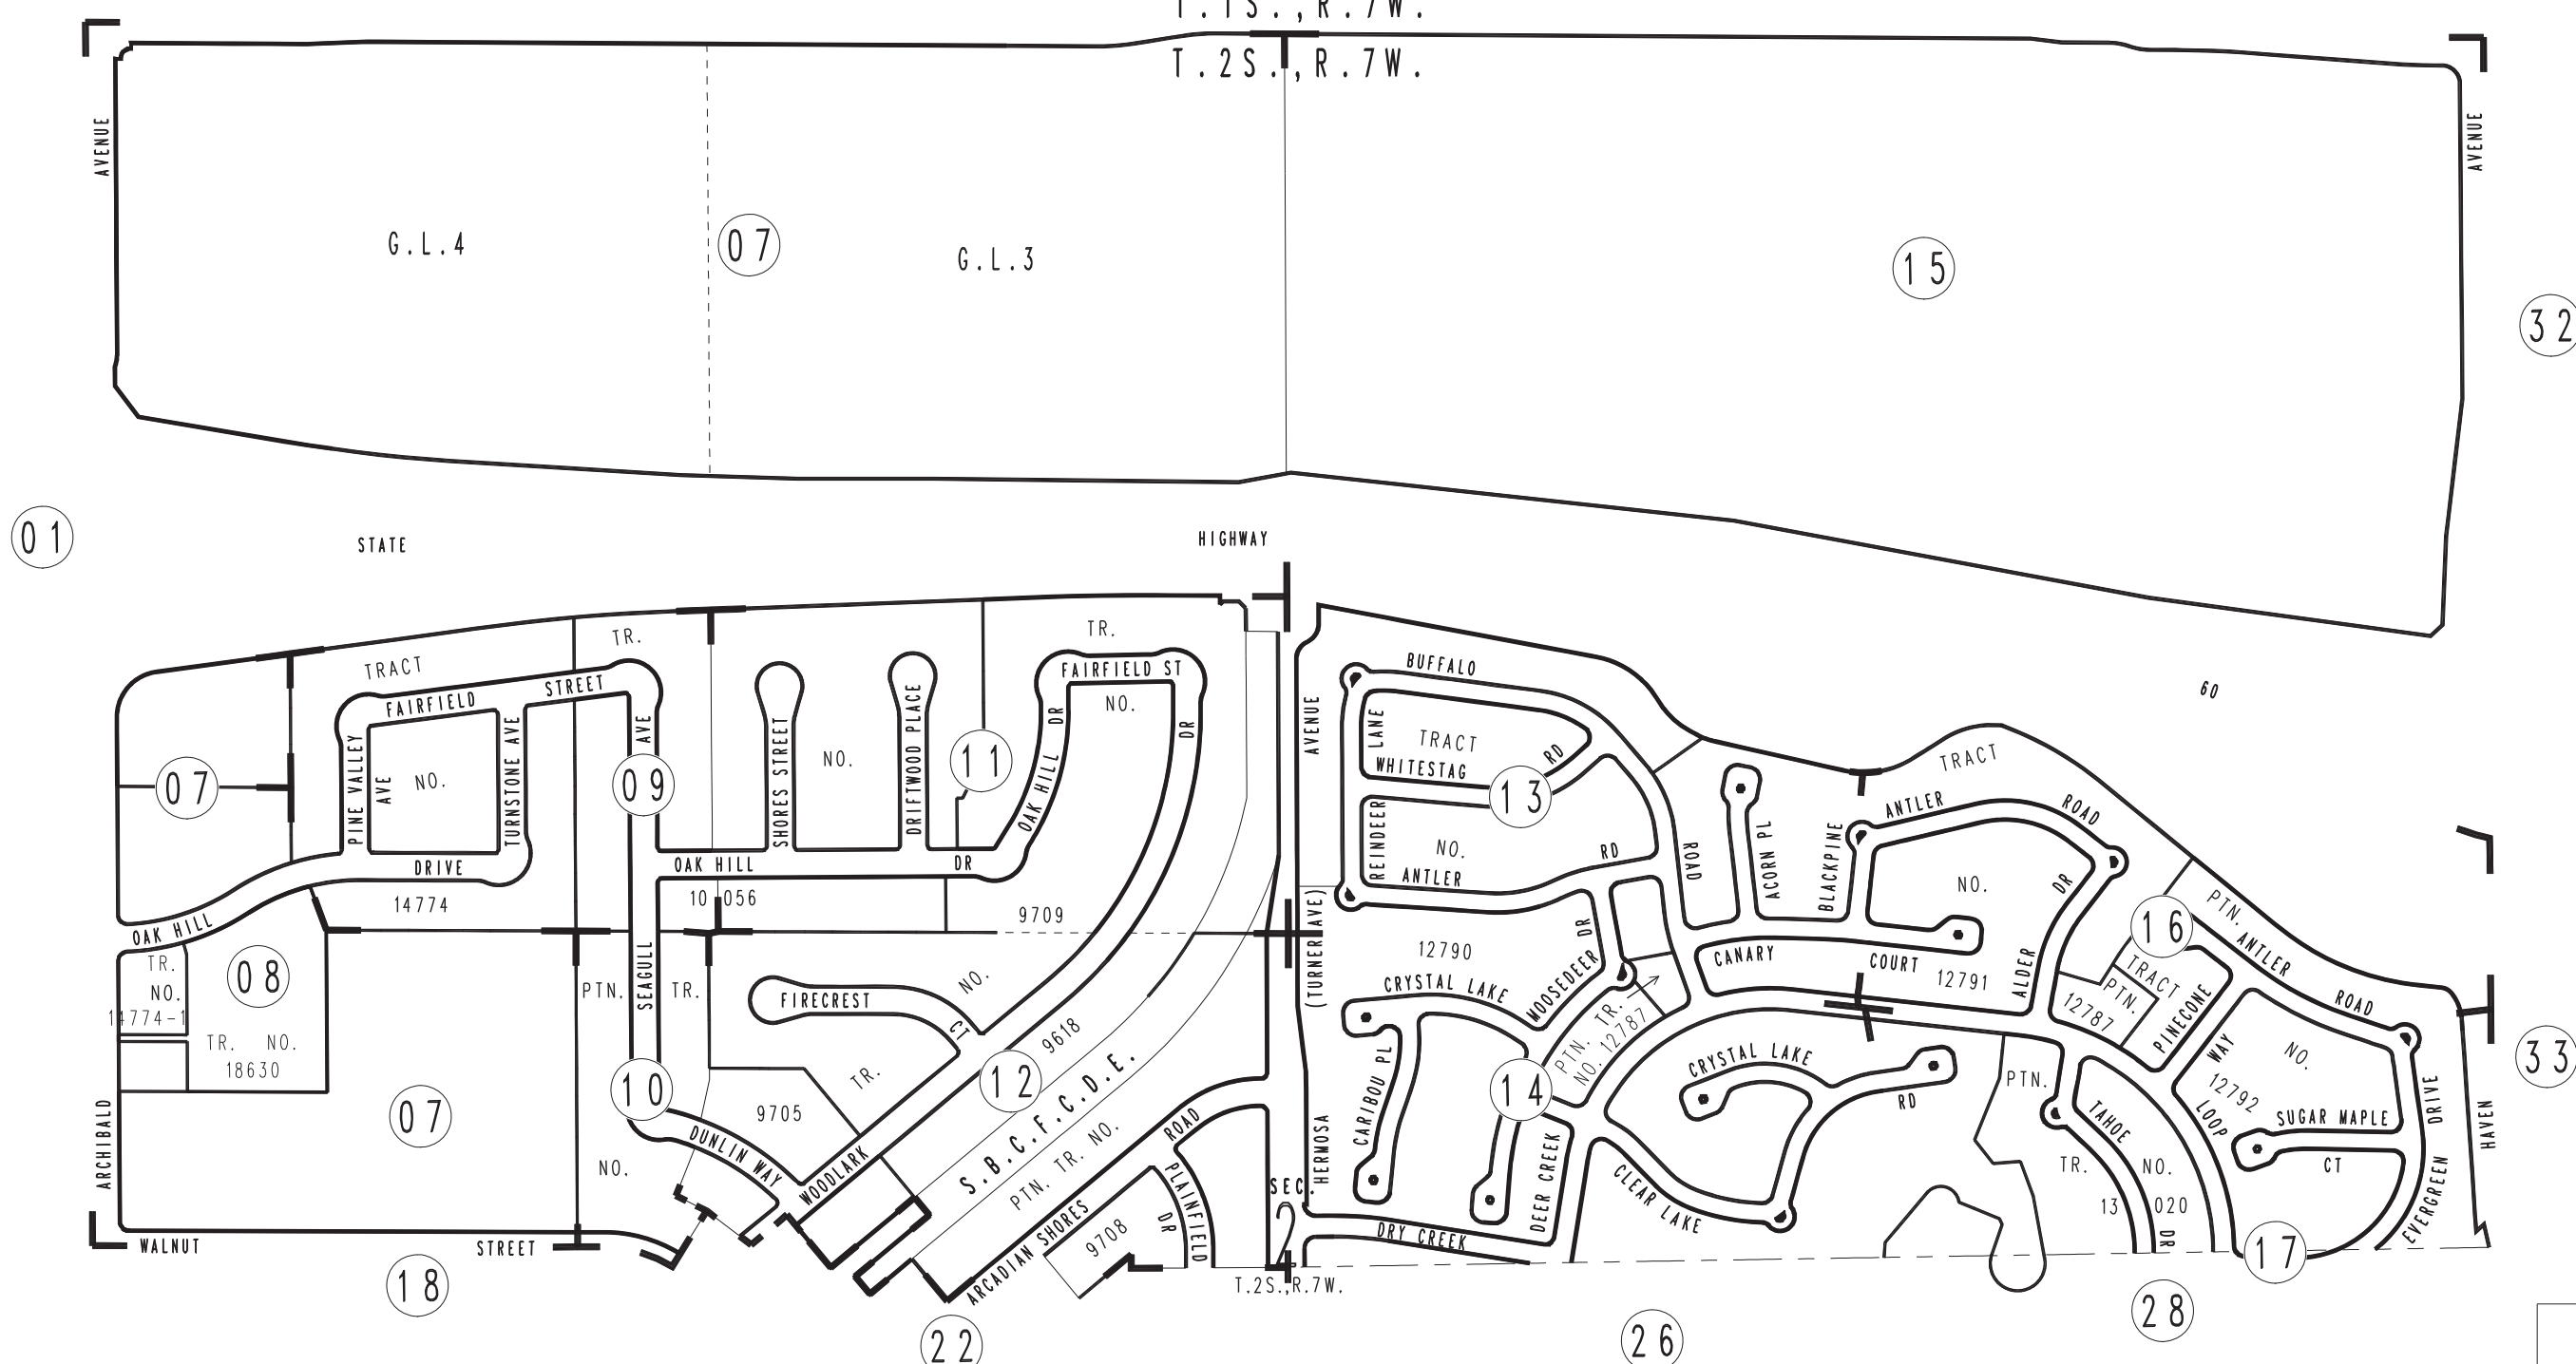 T.1S.,R.7W.
T.2S.,R.7W.
AVENUE
AVENUE
G.L.4
07
G.L.3
15
32
01
STATE
HIGHWAY
60
TRACT
TR.
TR.
FAIRFIELD
STREET
FAIRFIELD ST
NO.
DR
DR
PINE VALLEY
AVE
NO.
TURNSTONE AVE
AVE
SHORES STREET
NO.
DRIFTWOOD PLACE
11
OAK HILL
07
09
DRIVE
OAK HILL
DR
14774
10 056
9709
OAK HILL
08
TR.
NO.
14774-1
TR. NO.
18630
PTN.
SEAGULL
TR.
FIRECREST
CT
NO.
9618
12
TR.
07
10
9705
NO.
DUNLIN WAY
WOODLARK
S.B.C.F.C.D.E.
PTN. TR. NO.
ROAD
ARCADIAN SHORES
PLAINFIELD
DR
9708
ARCHIBALD
WALNUT
STREET
18
22
T.2S.,R.7W.
SEC.
2
HERMOSA
(TURNER AVE)
AVENUE
BUFFALO
LANE
TRACT
RD
WHITESTAG
13
REINDEER
NO.
RD
ANTLER
ROAD
ACORN PL
BLACKPINE
ANTLER
ROAD
TRACT
NO.
DR
12790
DR
MOOSEDEER
CRYSTAL LAKE
CANARY
COURT
12791
ALDER
16
PTN.
ANTLER
ROAD
TRACT
PTN.
12787
PINECONE
WAY
NO.
12792
PTN. TR.
NO. 12787
CARIBOU PL
14
CRYSTAL LAKE
RD
DEER CREEK
CLEAR LAKE
DRY CREEK
PTN.
TAHOE
DR
LOOP
TR.
NO.
13 020
SUGAR MAPLE
CT
DRIVE
EVERGREEN
HAVEN
33
17
26
28